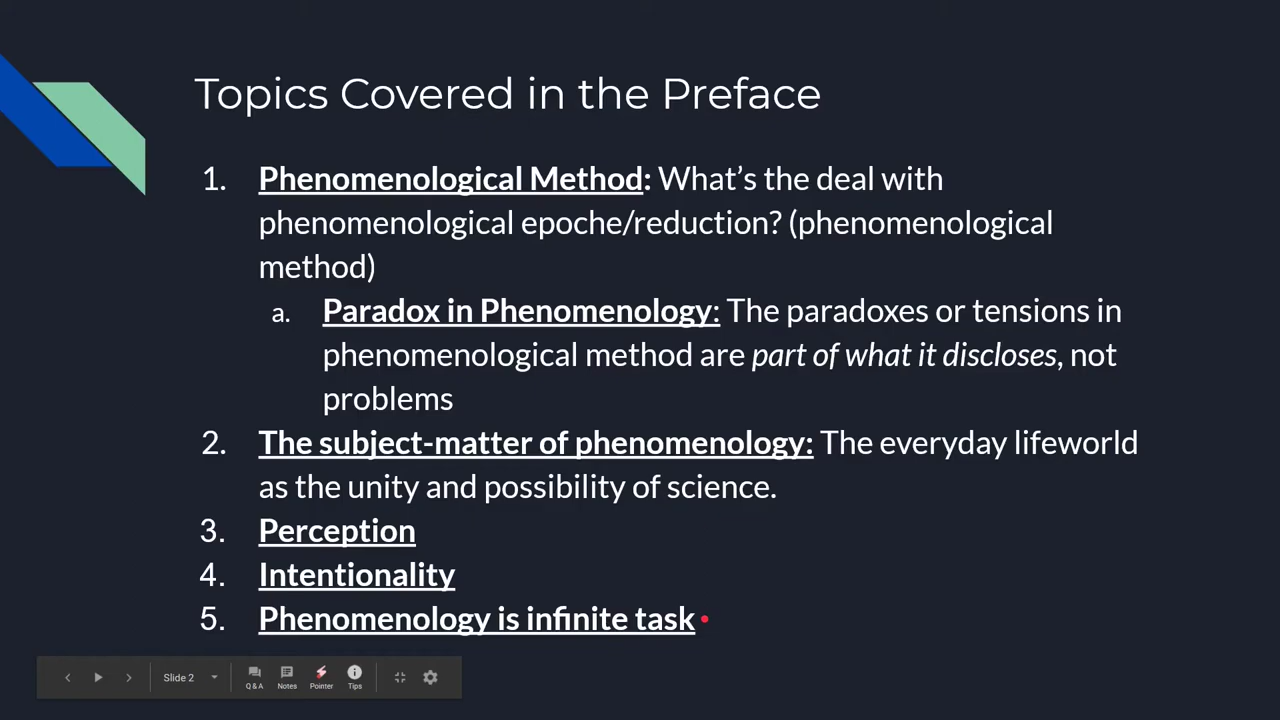 Topics Covered in the Preface
1. Phenomenological Method: What's the deal with
phenomenological epoche/reduction? (phenomenological
method)
a. Paradox in Phenomenology: The paradoxes or tensions in
phenomenological method are part of what it discloses, not
problems
2. The subject-matter of phenomenology: The everyday lifeworld
as the unity and possibility of science.
3. Perception
4. Intentionality
5. Phenomenology is infinite task
Slide 2
Q & A Notes Pointer Tips